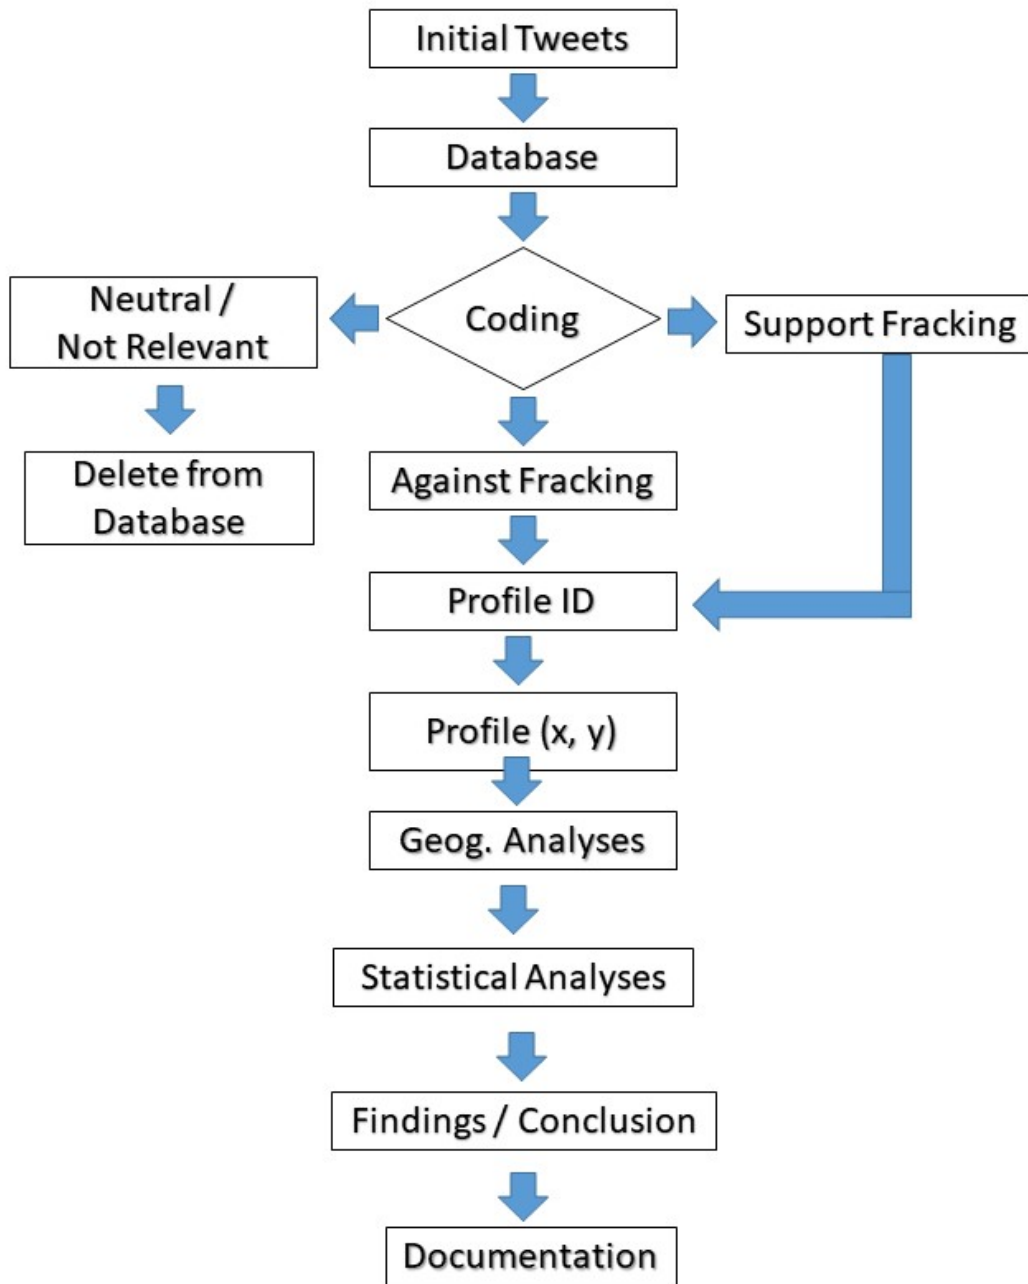 Initial Tweets
Database
Neutral /
Not Relevant
Coding
Support Fracking
Delete from
Database
Against Fracking
Profile ID
Profile (x, y)
Geog. Analyses
Statistical Analyses
Findings / Conclusion
Documentation